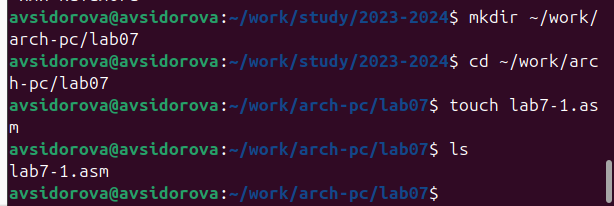 avsidorova@avsidorova:~/work/study/2023-2024$ mkdir ~/work/
arch-pc/lab07
avsidorova@avsidorova:~/work/study/2023-2024$ cd ~/work/arc
h-pc/lab07
avsidorova@avsidorova:~/work/arch-pc/lab07$ touch lab7-1.as
m
avsidorova@avsidorova:~/work/arch-pc/lab07$ ls
lab7-1.asm
avsidorova@avsidorova:~/work/arch-pc/lab07$